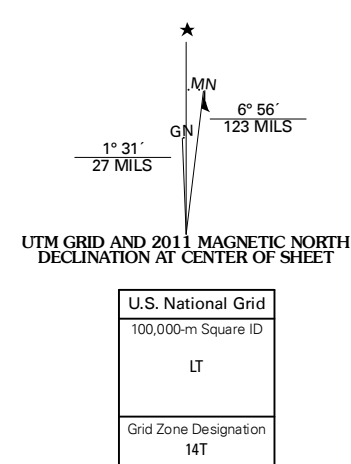 MN
GN
6° 56´
123 MILS
1° 31´
27 MILS
UTM GRID AND 2011 MAGNETIC NORTH
DECLINATION AT CENTER OF SHEET
U.S. National Grid
100,000-m Square ID
LT
Grid Zone Designation
14T